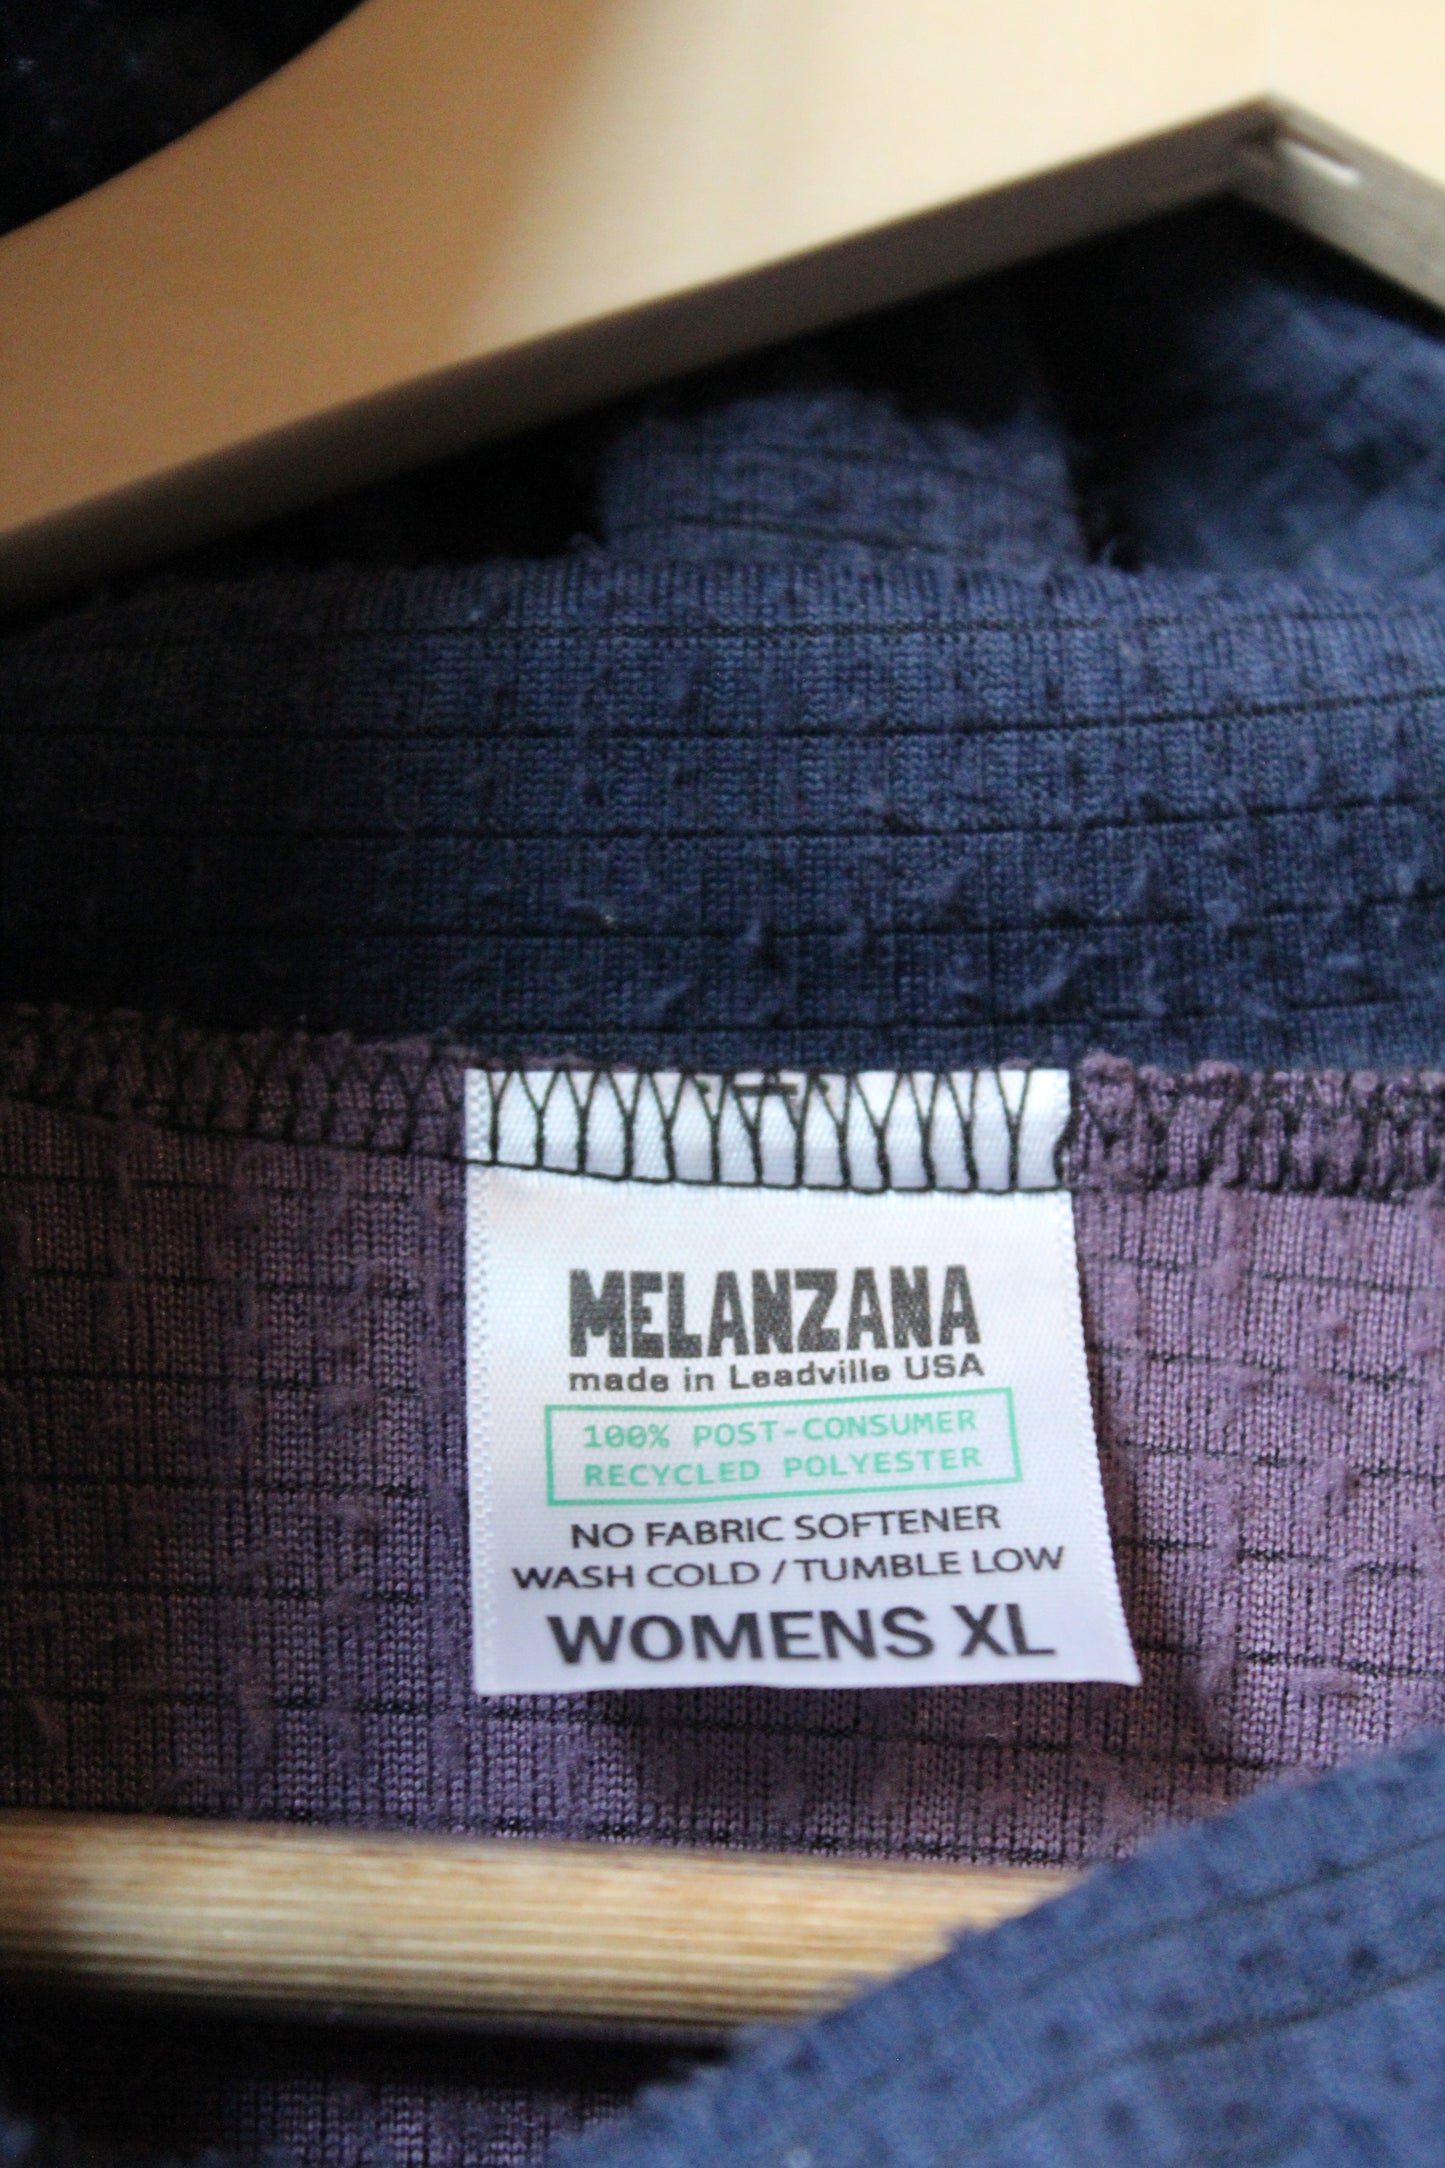 MELANZANA
made in Leadville USA
100% POST-CONSUMER
RECYCLED POLYESTER
NO FABRIC SOFTENER
WASH COLD / TUMBLE LOW
WOMENS XL